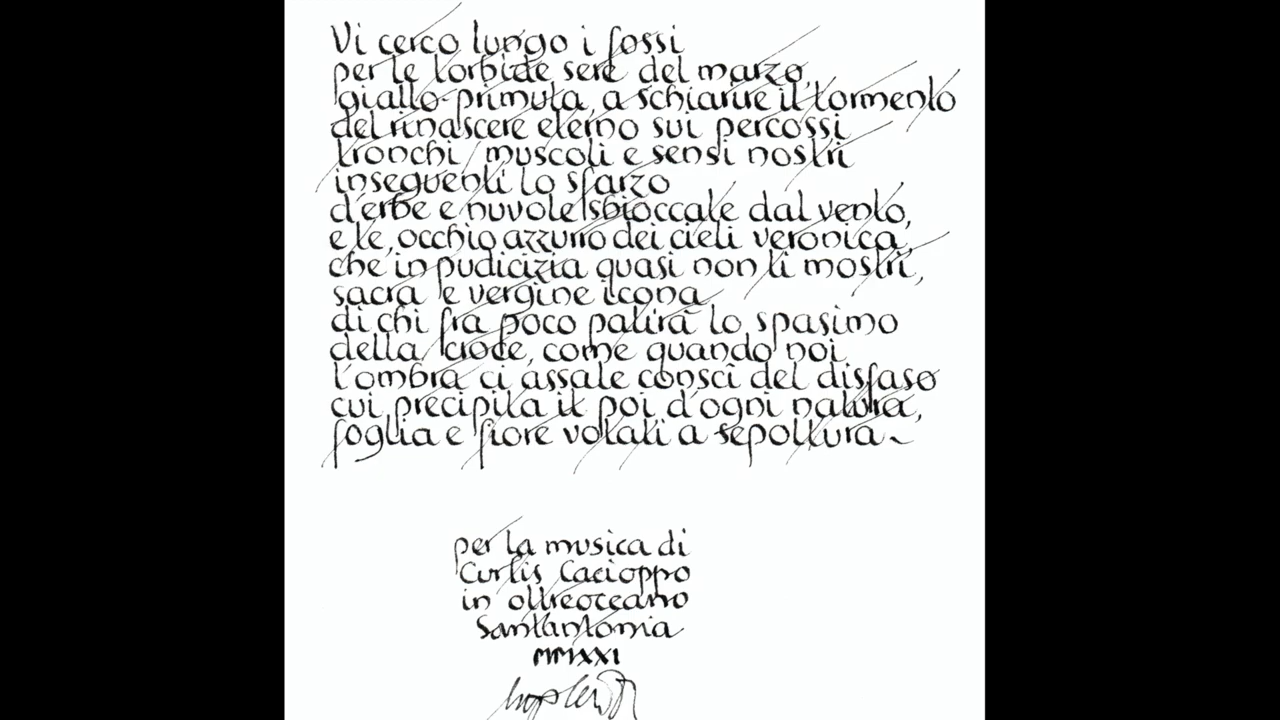 Vi cerco lungo i fossi
per le torbide sere del marzo,
giallo-primula, a schiarire il tormento
del rinascere eterno sui percossi
tronchi, muscoli e sensi nostri
inseguenti lo sfarzo
d'erbe e nuvole sbioccate dal vento,
e te, occhio azzurro dei cieli veronica,
che in pudicizia quasi non ti mostri,
sacra e vergine icona
di chi fra poco patirà lo spasimo
della croce, come quando noi
l'ombra ci assale consci del disfaso
cui precipita il poi d'ogni natura,
foglia e fiore votati a sepoltura~
per la musica di
Curtis Cacioppo
in oltreoceano
Santantonia
MMXXI